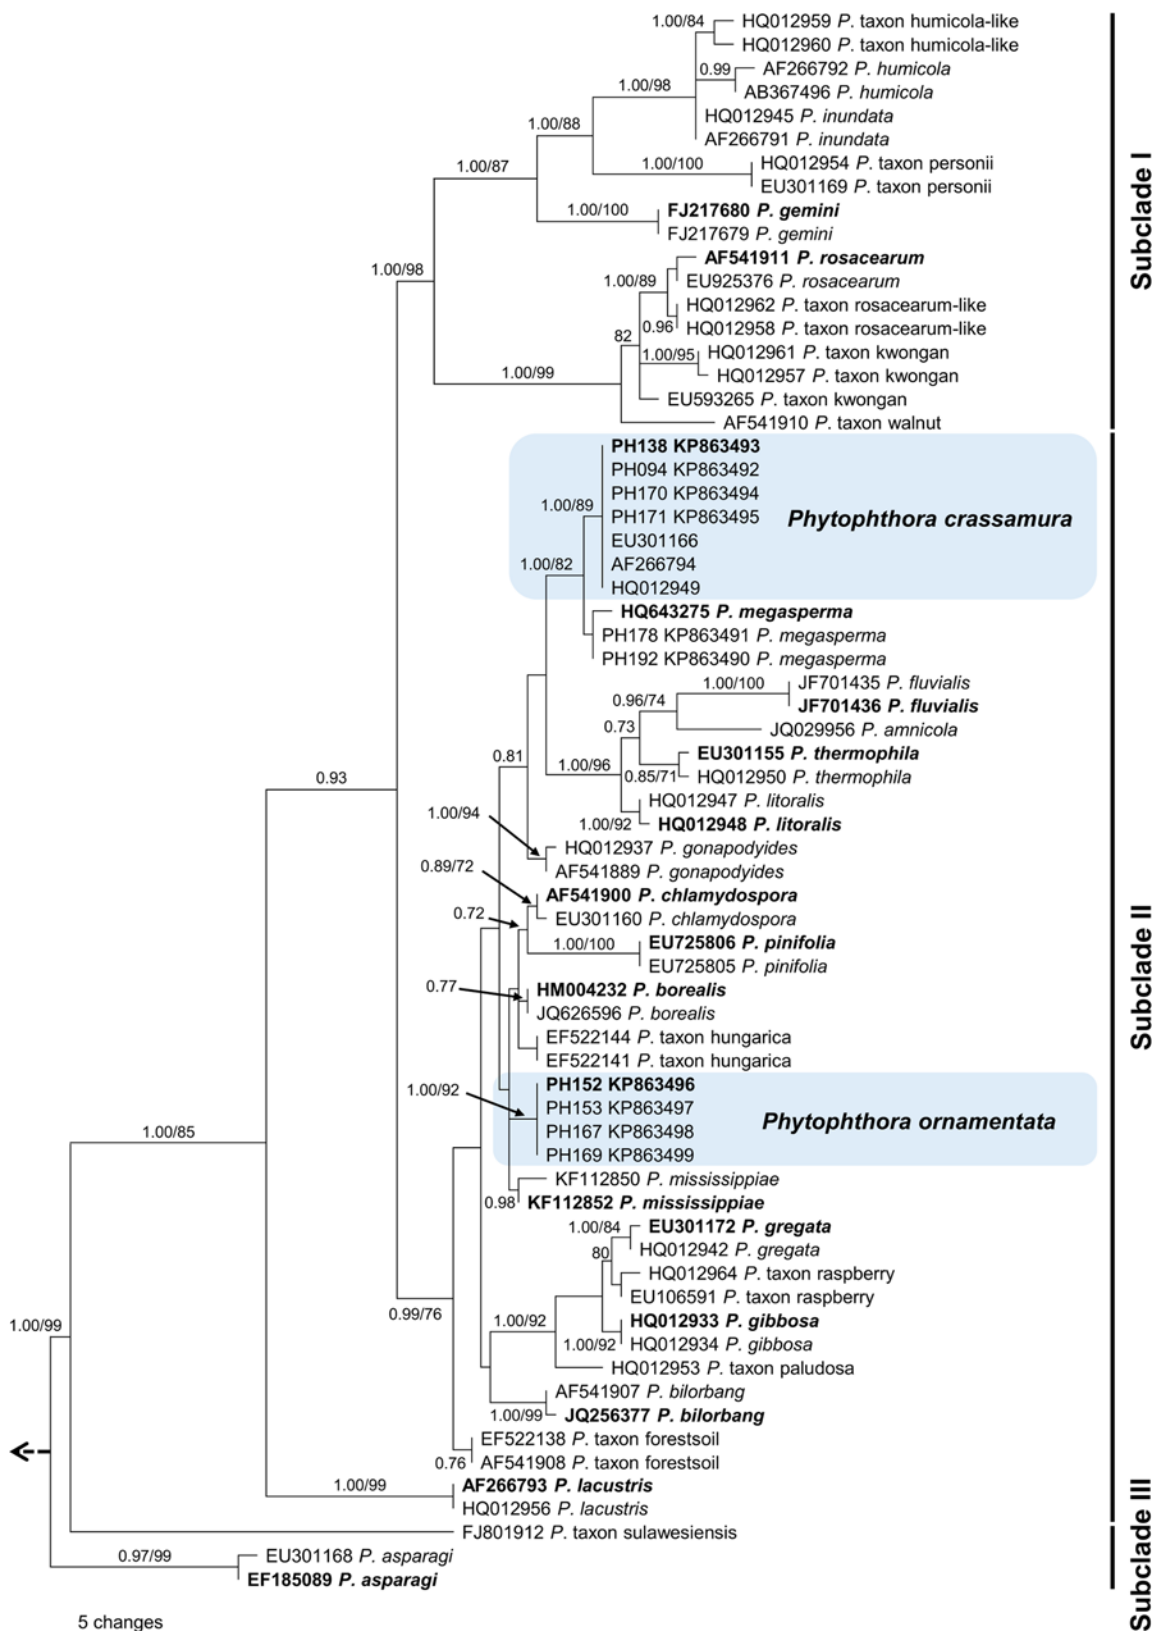 1.00/84
HQ012959 P. taxon humicola-like
HQ012960 P. taxon humicola-like
0.99
AF266792 P. humicola
1.00/98
AB367496 P. humicola
HQ012945 P. inundata
1.00/88
AF266791 P. inundata
1.00/87
1.00/100
HQ012954 P. taxon personii
EU301169 P. taxon personii
1.00/100
FJ217680 P. gemini
FJ217679 P. gemini
Subclade I
AF541911 P. rosacearum
1.00/98
1.00/89
EU925376 P. rosacearum
HQ012962 P. taxon rosacearum-like
0.96
HQ012958 P. taxon rosacearum-like
82
1.00/95
HQ012961 P. taxon kwongan
1.00/99
HQ012957 P. taxon kwongan
EU593265 P. taxon kwongan
AF541910 P. taxon walnut
PH138 KP863493
PH094 KP863492
PH170 KP863494
1.00/89
PH171 KP863495
Phytophthora crassamura
EU301166
1.00/82
AF266794
HQ012949
HQ643275 P. megasperma
PH178 KP863491 P. megasperma
PH192 KP863490 P. megasperma
1.00/100
JF701435 P. fluvialis
0.96/74
JF701436 P. fluvialis
0.73
JQ029956 P. amnicola
0.81
EU301155 P. thermophila
1.00/96
0.85/71
HQ012950 P. thermophila
0.93
HQ012947 P. litoralis
1.00/94
1.00/92
HQ012948 P. litoralis
HQ012937 P. gonapodyides
0.89/72
AF541889 P. gonapodyides
AF541900 P. chlamydospora
0.72
EU301160 P. chlamydospora
1.00/100
EU725806 P. pinifolia
EU725805 P. pinifolia
Subclade II
0.77
HM004232 P. borealis
JQ626596 P. borealis
EF522144 P. taxon hungarica
EF522141 P. taxon hungarica
1.00/92
PH152 KP863496
PH153 KP863497
Phytophthora ornamentata
PH167 KP863498
1.00/85
PH169 KP863499
KF112850 P. mississippiae
0.98
KF112852 P. mississippiae
1.00/84
EU301172 P. gregata
80
HQ012942 P. gregata
HQ012964 P. taxon raspberry
EU106591 P. taxon raspberry
0.99/76
1.00/99
1.00/92
HQ012933 P. gibbosa
1.00/92
HQ012934 P. gibbosa
HQ012953 P. taxon paludosa
AF541907 P. bilorbang
1.00/99
JQ256377 P. bilorbang
EF522138 P. taxon forestsoil
0.76
AF541908 P. taxon forestsoil
1.00/99
AF266793 P. lacustris
HQ012956 P. lacustris
FJ801912 P. taxon sulawesiensis
Subclade III
0.97/99
EU301168 P. asparagi
EF185089 P. asparagi
5 changes